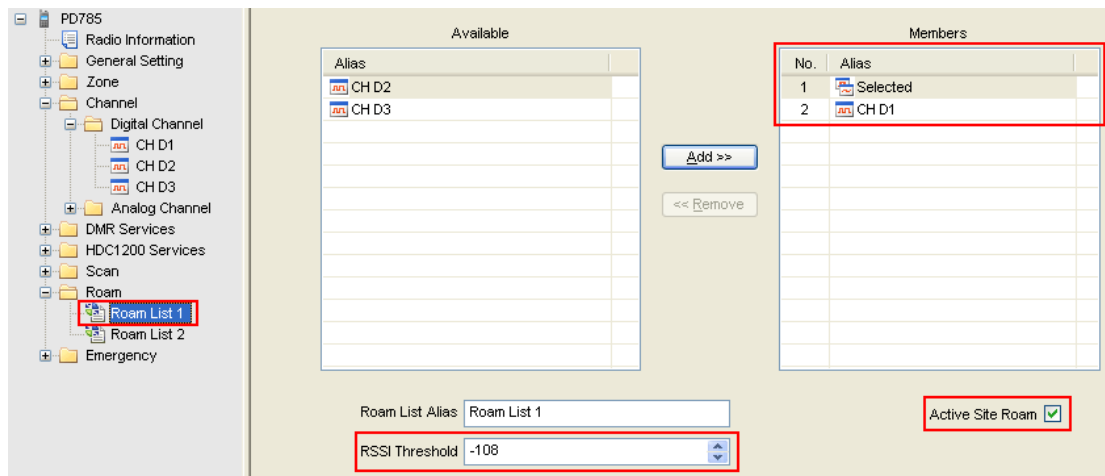 PD785
Radio Information
General Setting
Zone
Channel
Digital Channel
CH D1
CH D2
CH D3
Analog Channel
DMR Services
HDC1200 Services
Scan
Roam
Roam List 1
Roam List 2
Emergency
Available
Alias
CH D2
CH D3
Add >>
<< Remove
Members
No. Alias
1 Selected
2 CH D1
Roam List Alias Roam List 1
RSSI Threshold -108
Active Site Roam